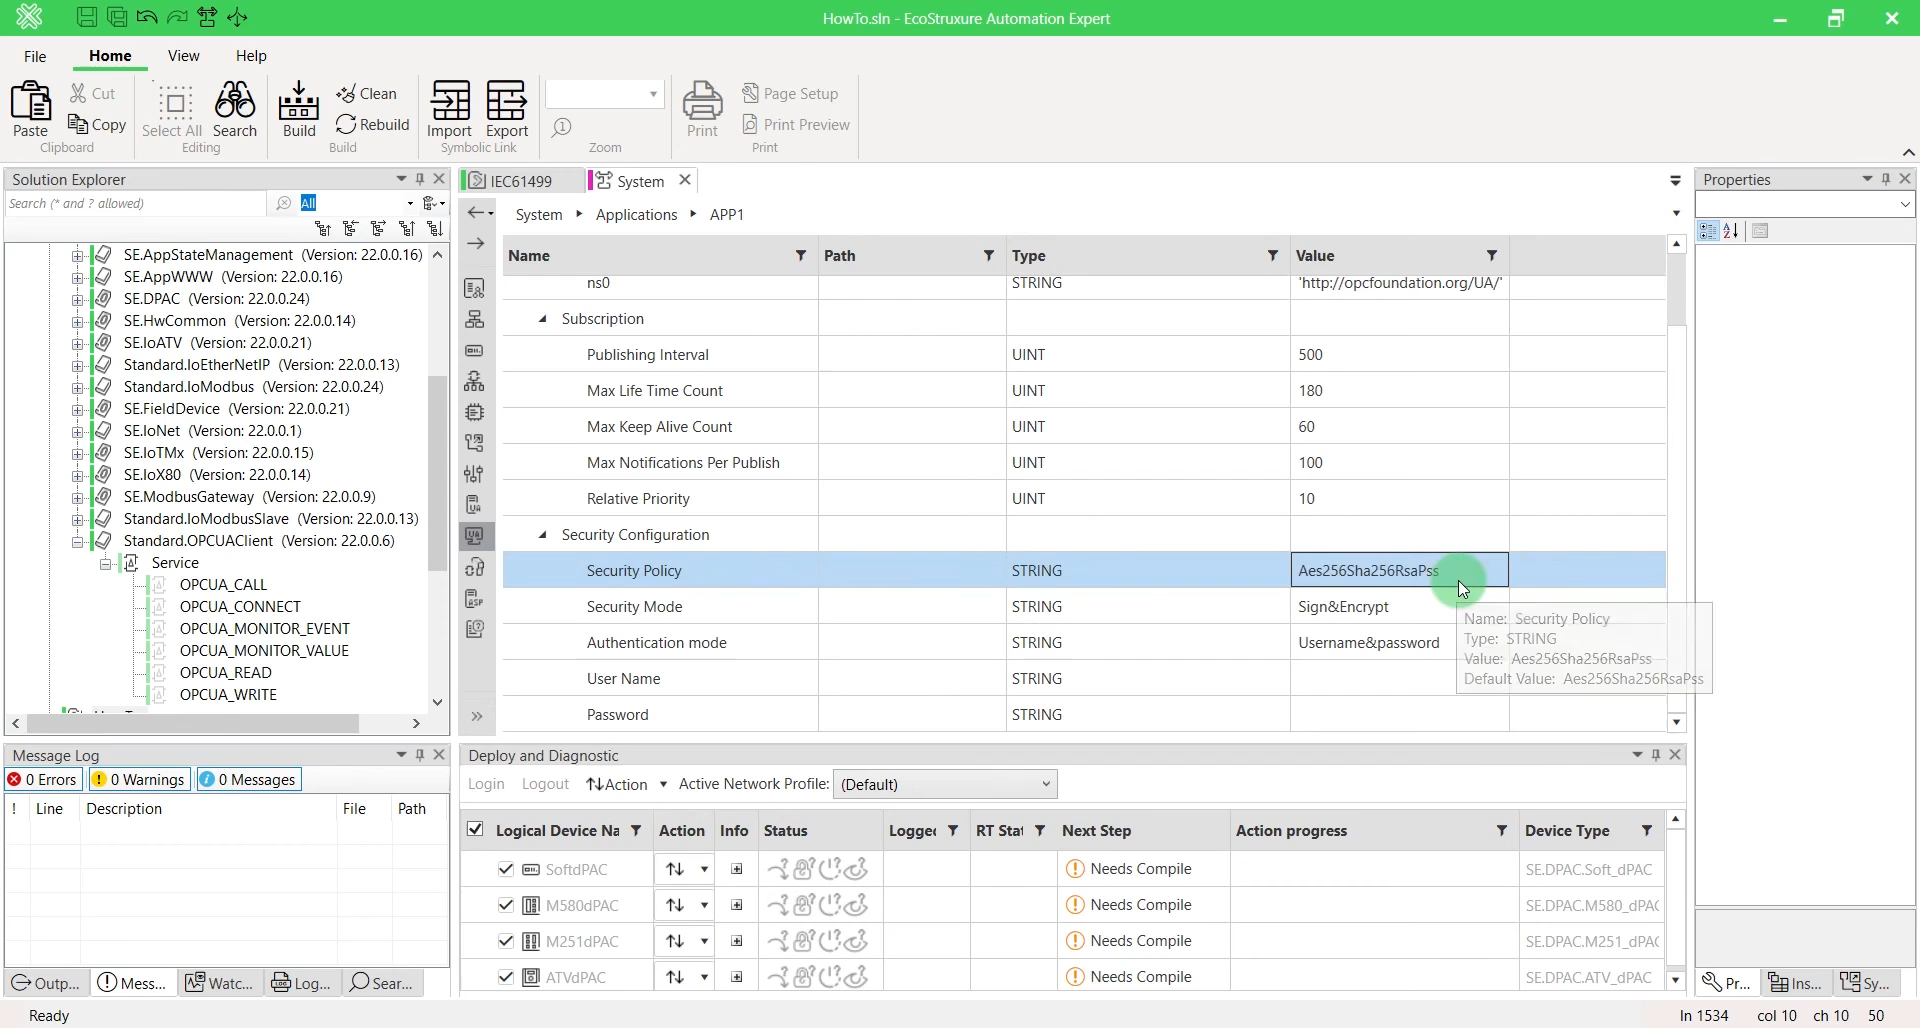 HowTo.sln - EcoStruxure Automation Expert
File Home View Help
Paste Cut Copy Clipboard
Select All Search Editing
Build Clean Rebuild Build
Import Export Symbolic Link
Zoom
Print Page Setup Print Preview Print
Solution Explorer
Search (* and ? allowed) All
SE.AppStateManagement (Version: 22.0.0.16)
SE.AppWWW (Version: 22.0.0.16)
SE.DPAC (Version: 22.0.0.24)
SE.HwCommon (Version: 22.0.0.14)
SE.IoATV (Version: 22.0.0.21)
Standard.IoEtherNetIP (Version: 22.0.0.13)
Standard.IoModbus (Version: 22.0.0.24)
SE.FieldDevice (Version: 22.0.0.21)
SE.IoNet (Version: 22.0.0.1)
SE.IoTMx (Version: 22.0.0.15)
SE.IoX80 (Version: 22.0.0.14)
SE.ModbusGateway (Version: 22.0.0.9)
Standard.IoModbusSlave (Version: 22.0.0.13)
Standard.OPCUAClient (Version: 22.0.0.6)
Service
OPCUA_CALL
OPCUA_CONNECT
OPCUA_MONITOR_EVENT
OPCUA_MONITOR_VALUE
OPCUA_READ
OPCUA_WRITE
IEC61499 System
System Applications APP1
Name Path Type Value
ns0 STRING 'http://opcfoundation.org/UA/'
Subscription
Publishing Interval UINT 500
Max Life Time Count UINT 180
Max Keep Alive Count UINT 60
Max Notifications Per Publish UINT 100
Relative Priority UINT 10
Security Configuration
Security Policy STRING Aes256Sha256RsaPss
Security Mode STRING Sign&Encrypt
Authentication mode STRING Username&password
User Name STRING
Password STRING
Name: Security Policy
Type: STRING
Value: Aes256Sha256RsaPss
Default Value: Aes256Sha256RsaPss
Properties
Message Log
0 Errors 0 Warnings 0 Messages
! Line Description File Path
Outp... Mess... Watc... Log... Sear...
Deploy and Diagnostic
Login Logout Action Active Network Profile: (Default)
Logical Device Na Action Info Status Logge RT Stat Next Step Action progress Device Type
SoftdPAC Needs Compile SE.DPAC.Soft_dPAC
M580dPAC Needs Compile SE.DPAC.M580_dPAC
M251dPAC Needs Compile SE.DPAC.M251_dPAC
ATVdPAC Needs Compile SE.DPAC.ATV_dPAC
Pr... Ins... Sy...
Ready ln 1534 col 10 ch 10 50